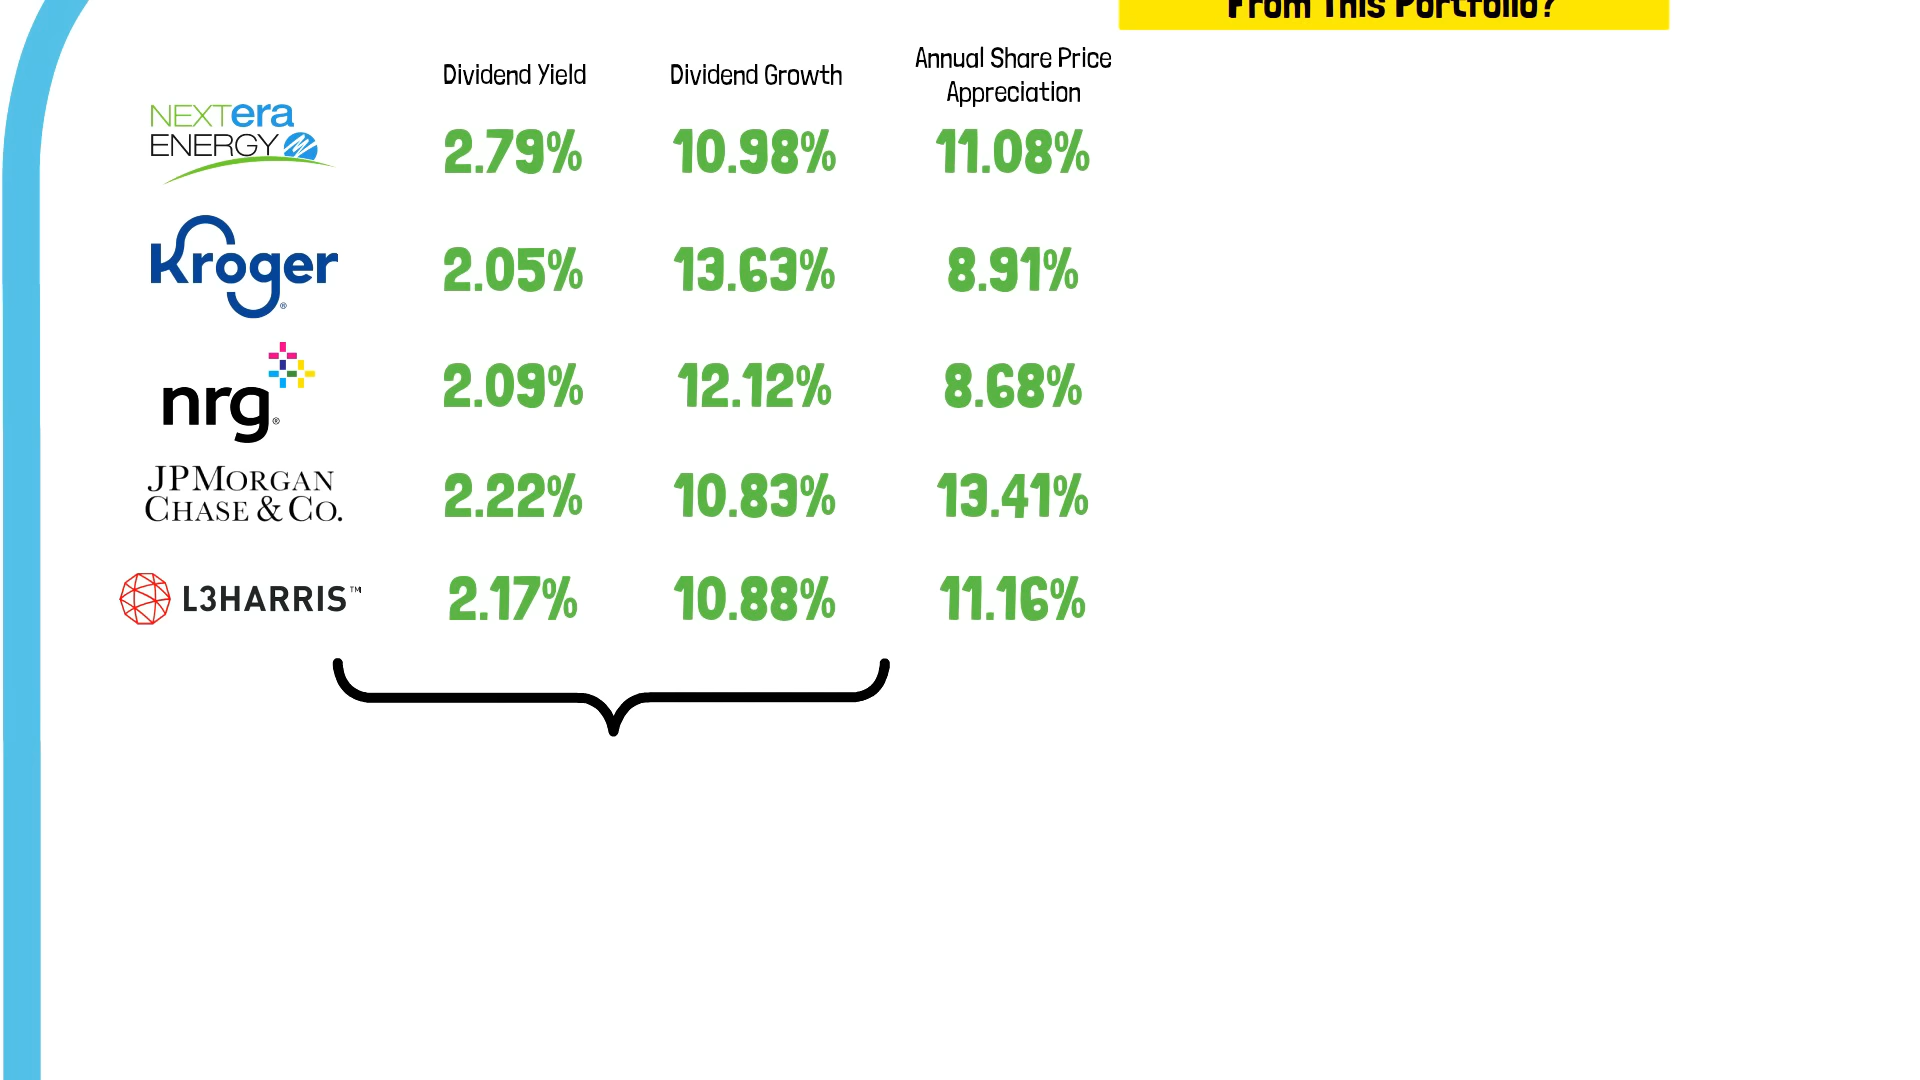 From This Portfolio?
Dividend Yield Dividend Growth Annual Share Price
Appreciation
NEXTera
ENERGY
2.79% 10.98% 11.08%
Kroger®
2.05% 13.63% 8.91%
nrg®
2.09% 12.12% 8.68%
JPMORGAN
CHASE & CO.
2.22% 10.83% 13.41%
L3HARRIS™ 2.17% 10.88% 11.16%